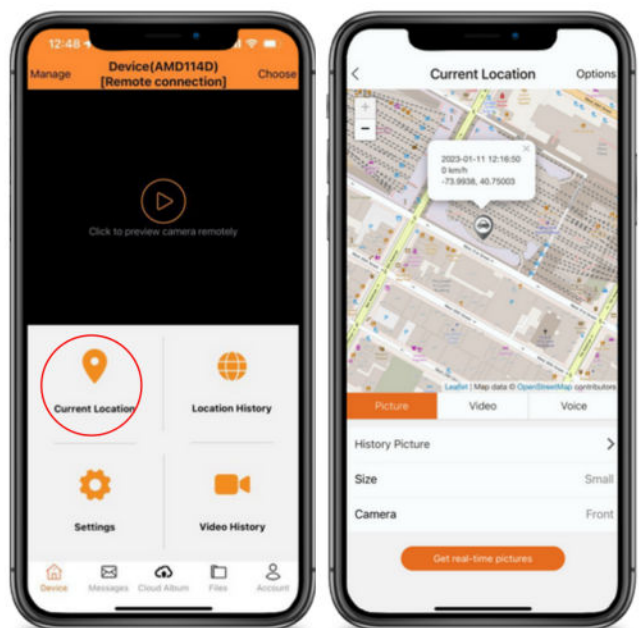 12:48
Manage
Device(AMD114D)
[Remote connection]
Choose
Click to preview camera remotely
Current Location
Location History
Settings
Video History
Device
Messages
Cloud Album
Files
Account
Current Location
Options
+
-
2023-01-11 12:16:50
0 km/h
-73.9938, 40.75003
Leaflet | Map data © OpenStreetMap contributors
Picture
Video
Voice
History Picture
Size
Small
Camera
Front
Get real-time pictures